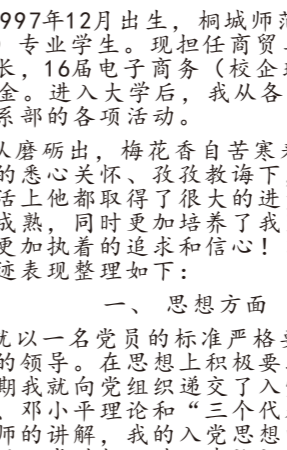 997年12月出生，桐城师范
）专业学生。现担任商贸
长，16届电子商务（校企
金。进入大学后，我从各
系部的各项活动。
从磨砺出，梅花香自苦寒来
的悉心关怀、孜孜教诲下，
活上他都取得了很大的进
成熟，同时更加培养了我
更加执着的追求和信心！
迹表现整理如下：
一、 思想方面
就以一名党员的标准严格要
的领导。在思想上积极要
期我就向党组织递交了入
、邓小平理论和“三个代
师的讲解，我的入党思想